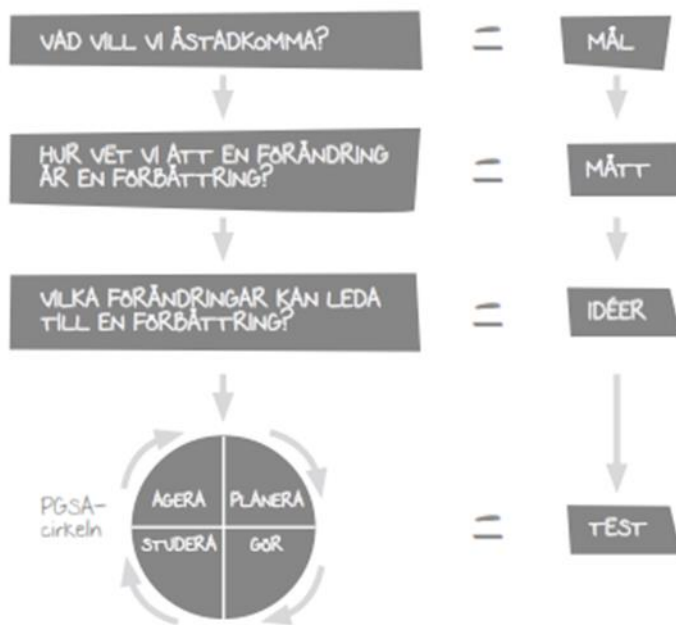 VAD VILL VI ÅSTADKOMMA?
=
MÅL
HUR VET VI ATT EN FÖRÄNDRING
ÄR EN FÖRBÄTTRING?
=
MÅTT
VILKA FÖRÄNDRINGAR KAN LEDA
TILL EN FÖRBÄTTRING?
=
IDÉER
PGSA-
cirkeln
AGERA
PLANERA
STUDERA
GÖR
=
TEST